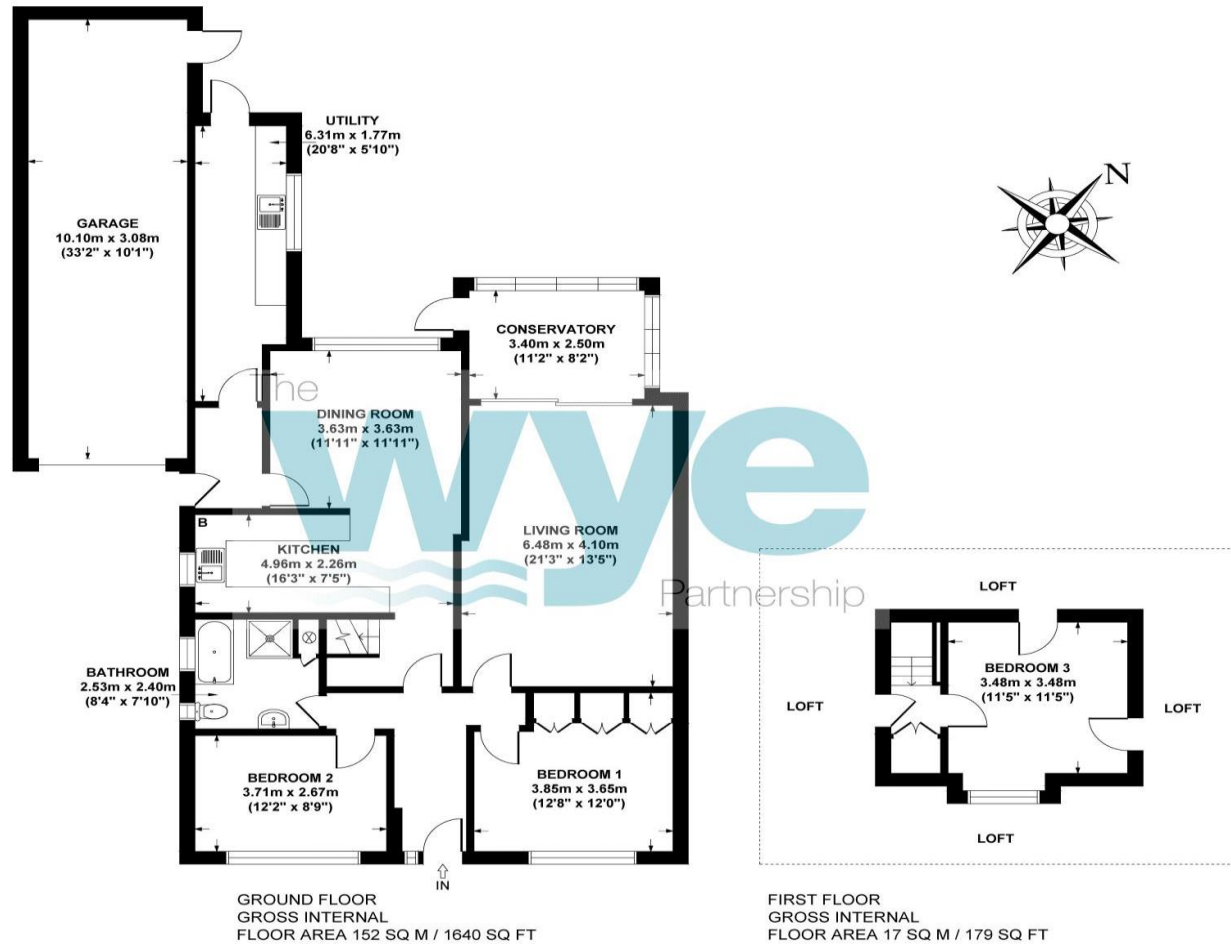 UTILITY
6.31m x 1.77m
(20'8" x 5'10")
N
GARAGE
10.10m x 3.08m
(33'2" x 10'1")
CONSERVATORY
3.40m x 2.50m
(11'2" x 8'2")
The
wye
Partnership
DINING ROOM
3.63m x 3.63m
(11'11" x 11'11")
B
KITCHEN
4.96m x 2.26m
(16'3" x 7'5")
LIVING ROOM
6.48m x 4.10m
(21'3" x 13'5")
BATHROOM
2.53m x 2.40m
(8'4" x 7'10")
BEDROOM 2
3.71m x 2.67m
(12'2" x 8'9")
BEDROOM 1
3.85m x 3.65m
(12'8" x 12'0")
IN
GROUND FLOOR
GROSS INTERNAL
FLOOR AREA 152 SQ M / 1640 SQ FT
LOFT
LOFT
BEDROOM 3
3.48m x 3.48m
(11'5" x 11'5")
LOFT
LOFT
FIRST FLOOR
GROSS INTERNAL
FLOOR AREA 17 SQ M / 179 SQ FT